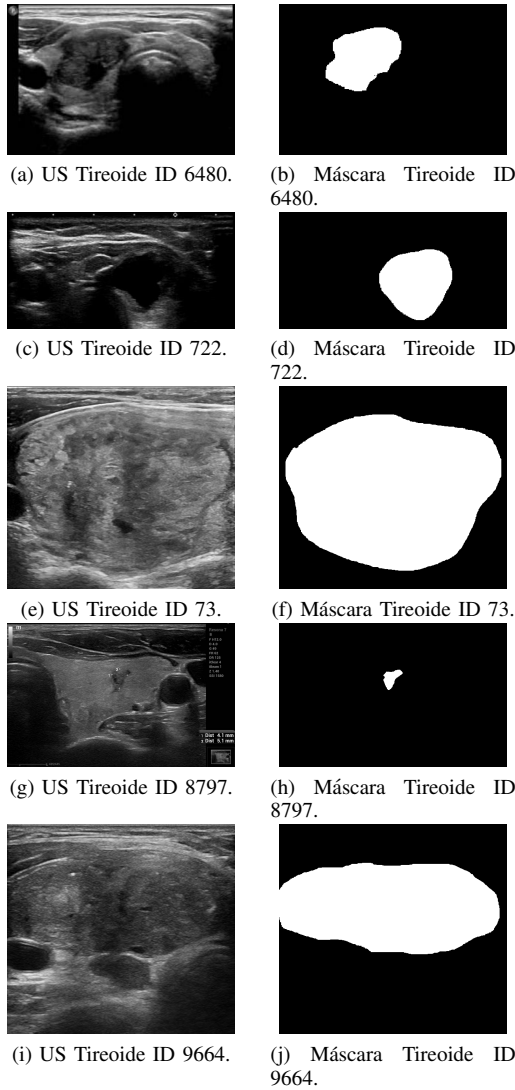 (a) US Tireoide ID 6480.
(b) Máscara Tireoide ID
6480.
(c) US Tireoide ID 722.
(d) Máscara Tireoide ID
722.
(e) US Tireoide ID 73.
(f) Máscara Tireoide ID 73.
Dist 4.1 mm
Dist 5.1 mm
(g) US Tireoide ID 8797.
(h) Máscara Tireoide ID
8797.
(i) US Tireoide ID 9664.
(j) Máscara Tireoide ID
9664.